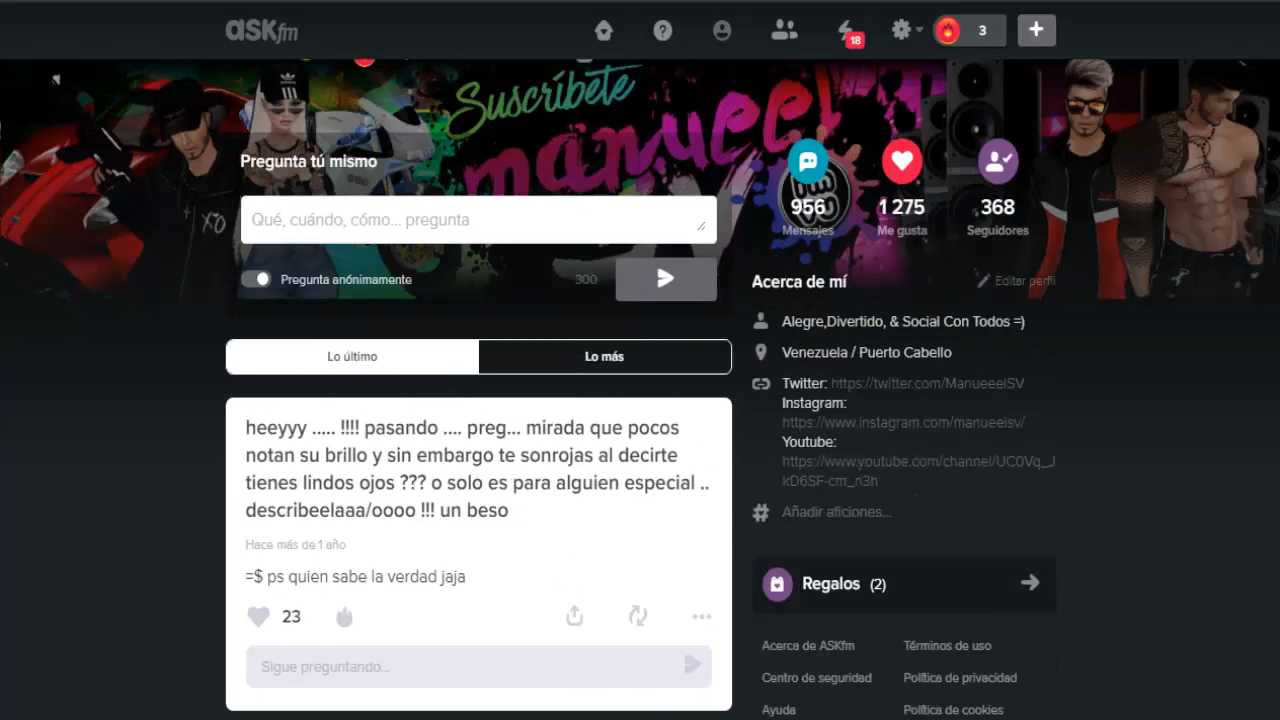 ASKfm
18
3
+
Suscríbete
manueel
XO
Pregunta tú mismo
Qué, cuándo, cómo... pregunta
Pregunta anónimamente
300
956
Mensajes
1 275
Me gusta
368
Seguidores
Acerca de mí
Editar perfil
Alegre,Divertido, & Social Con Todos =)
Venezuela / Puerto Cabello
Twitter: https://twitter.com/ManueeelSV
Instagram:
https://www.instagram.com/manueelsv/
Youtube:
https://www.youtube.com/channel/UC0Vq_J
kD6SF-cm_n3h
Añadir aficiones...
Lo último
Lo más
heeyyy ..... !!!! pasando .... preg... mirada que pocos
notan su brillo y sin embargo te sonrojas al decirte
tienes lindos ojos ??? o solo es para alguien especial ..
describeelaaa/oooo !!! un beso
Hace más de 1 año
=$ ps quien sabe la verdad jaja
23
Sigue preguntando...
Regalos (2)
Acerca de ASKfm
Términos de uso
Centro de seguridad
Política de privacidad
Ayuda
Política de cookies